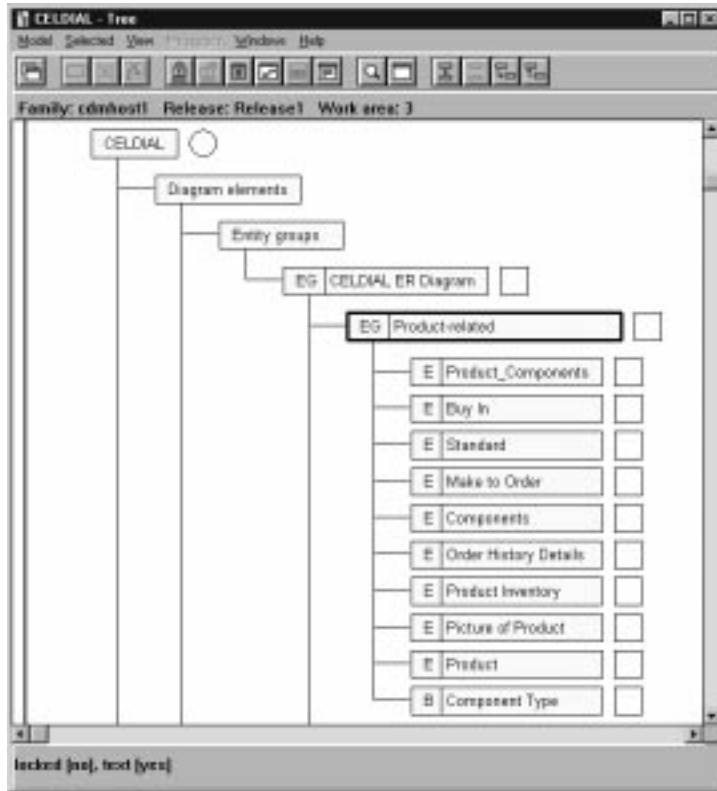 CELDIAL - Tree
Model Selected View Windows Help
Family: cdmhost1 Release: Release1 Work area: 3
CELDIAL
Diagram elements
Entity groups
EG CELDIAL ER Diagram
EG Product-related
E Product_Components
E Buy In
E Standard
E Make to Order
E Components
E Order History Details
E Product Inventory
E Picture of Product
E Product
B Component Type
locked [no], text [yes]